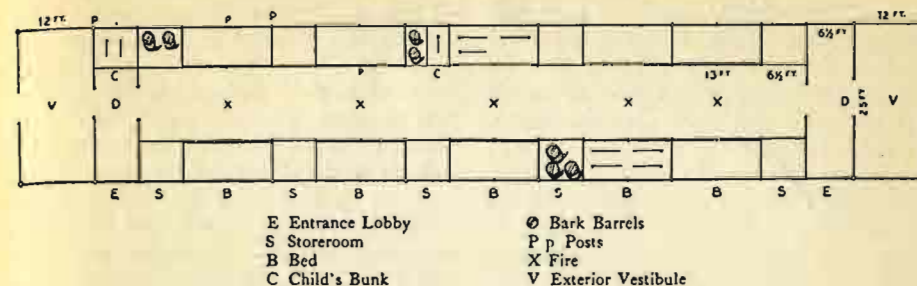 12 FT. P P P 12 FT.
6½ FT.
C P C 13 FT. 6½ FT.
V D X X X X X D 25 FT V
E S B S B S B S B B S E
E Entrance Lobby
S Storeroom
B Bed
C Child's Bunk
Bark Barrels
P p Posts
X Fire
V Exterior Vestibule